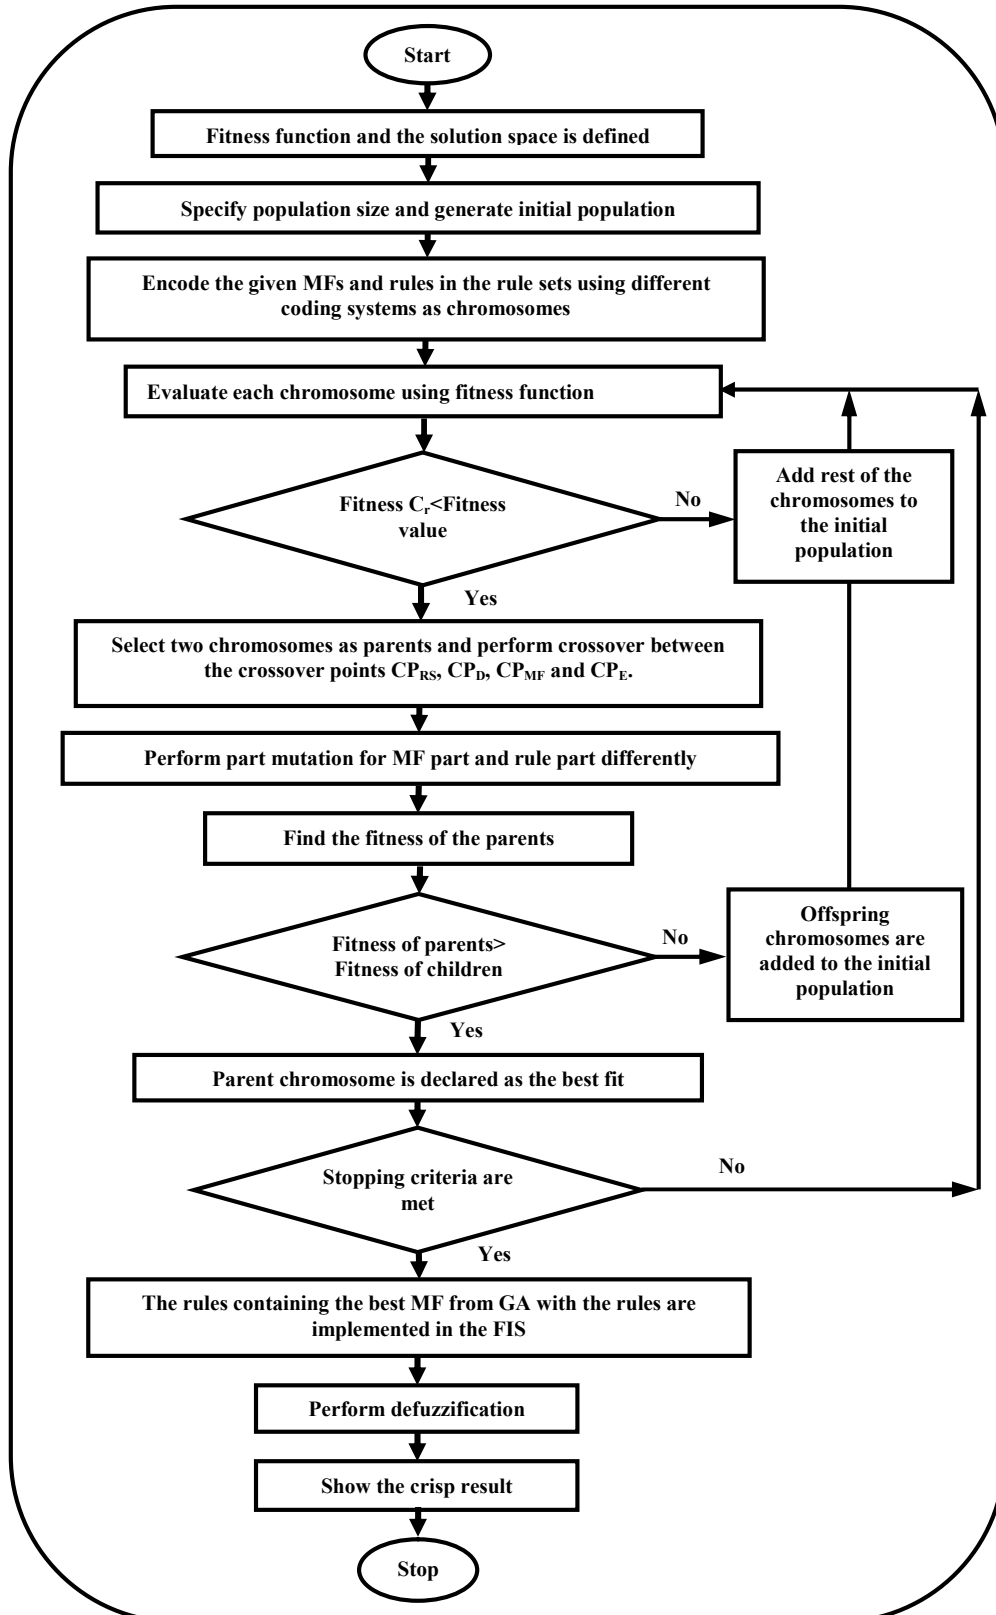 Start
Fitness function and the solution space is defined
Specify population size and generate initial population
Encode the given MFs and rules in the rule sets using different
coding systems as chromosomes
Evaluate each chromosome using fitness function
Fitness Cr<Fitness
value
No
Add rest of the
chromosomes to
the initial
population
Yes
Select two chromosomes as parents and perform crossover between
the crossover points CPRS, CPD, CPMF and CPE.
Perform part mutation for MF part and rule part differently
Find the fitness of the parents
Fitness of parents>
Fitness of children
No
Offspring
chromosomes are
added to the initial
population
Yes
Parent chromosome is declared as the best fit
Stopping criteria are
met
No
Yes
The rules containing the best MF from GA with the rules are
implemented in the FIS
Perform defuzzification
Show the crisp result
Stop